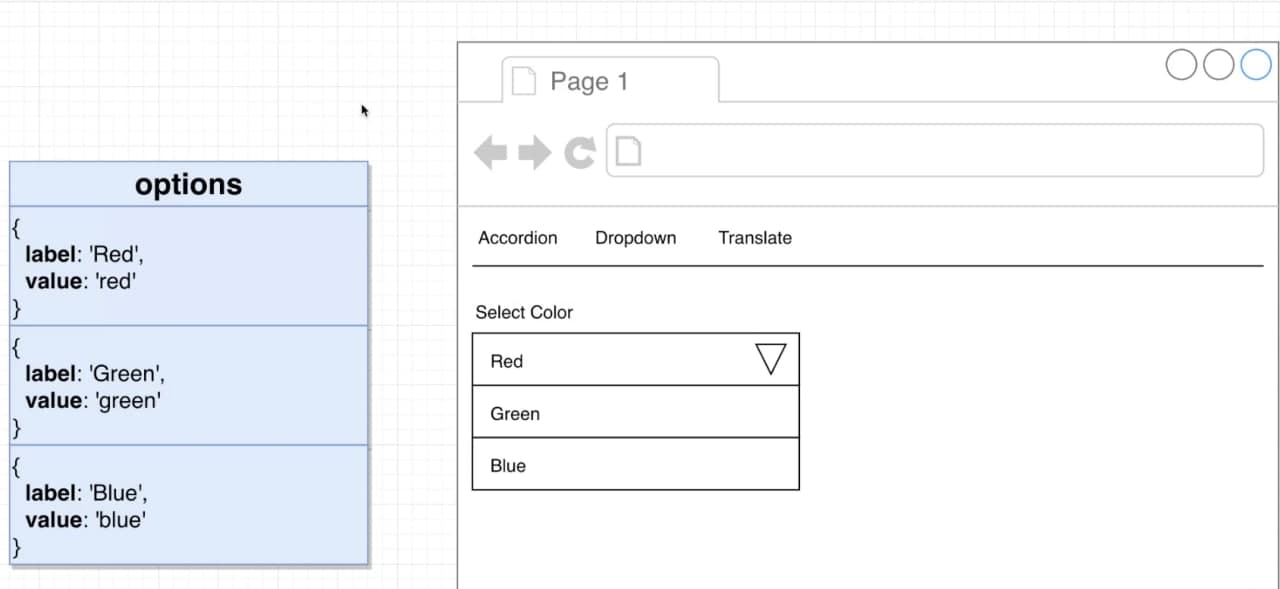 options
{
label: 'Red',
value: 'red'
}
{
label: 'Green',
value: 'green'
}
{
label: 'Blue',
value: 'blue'
}
Page 1
Accordion Dropdown Translate
Select Color
Red
Green
Blue